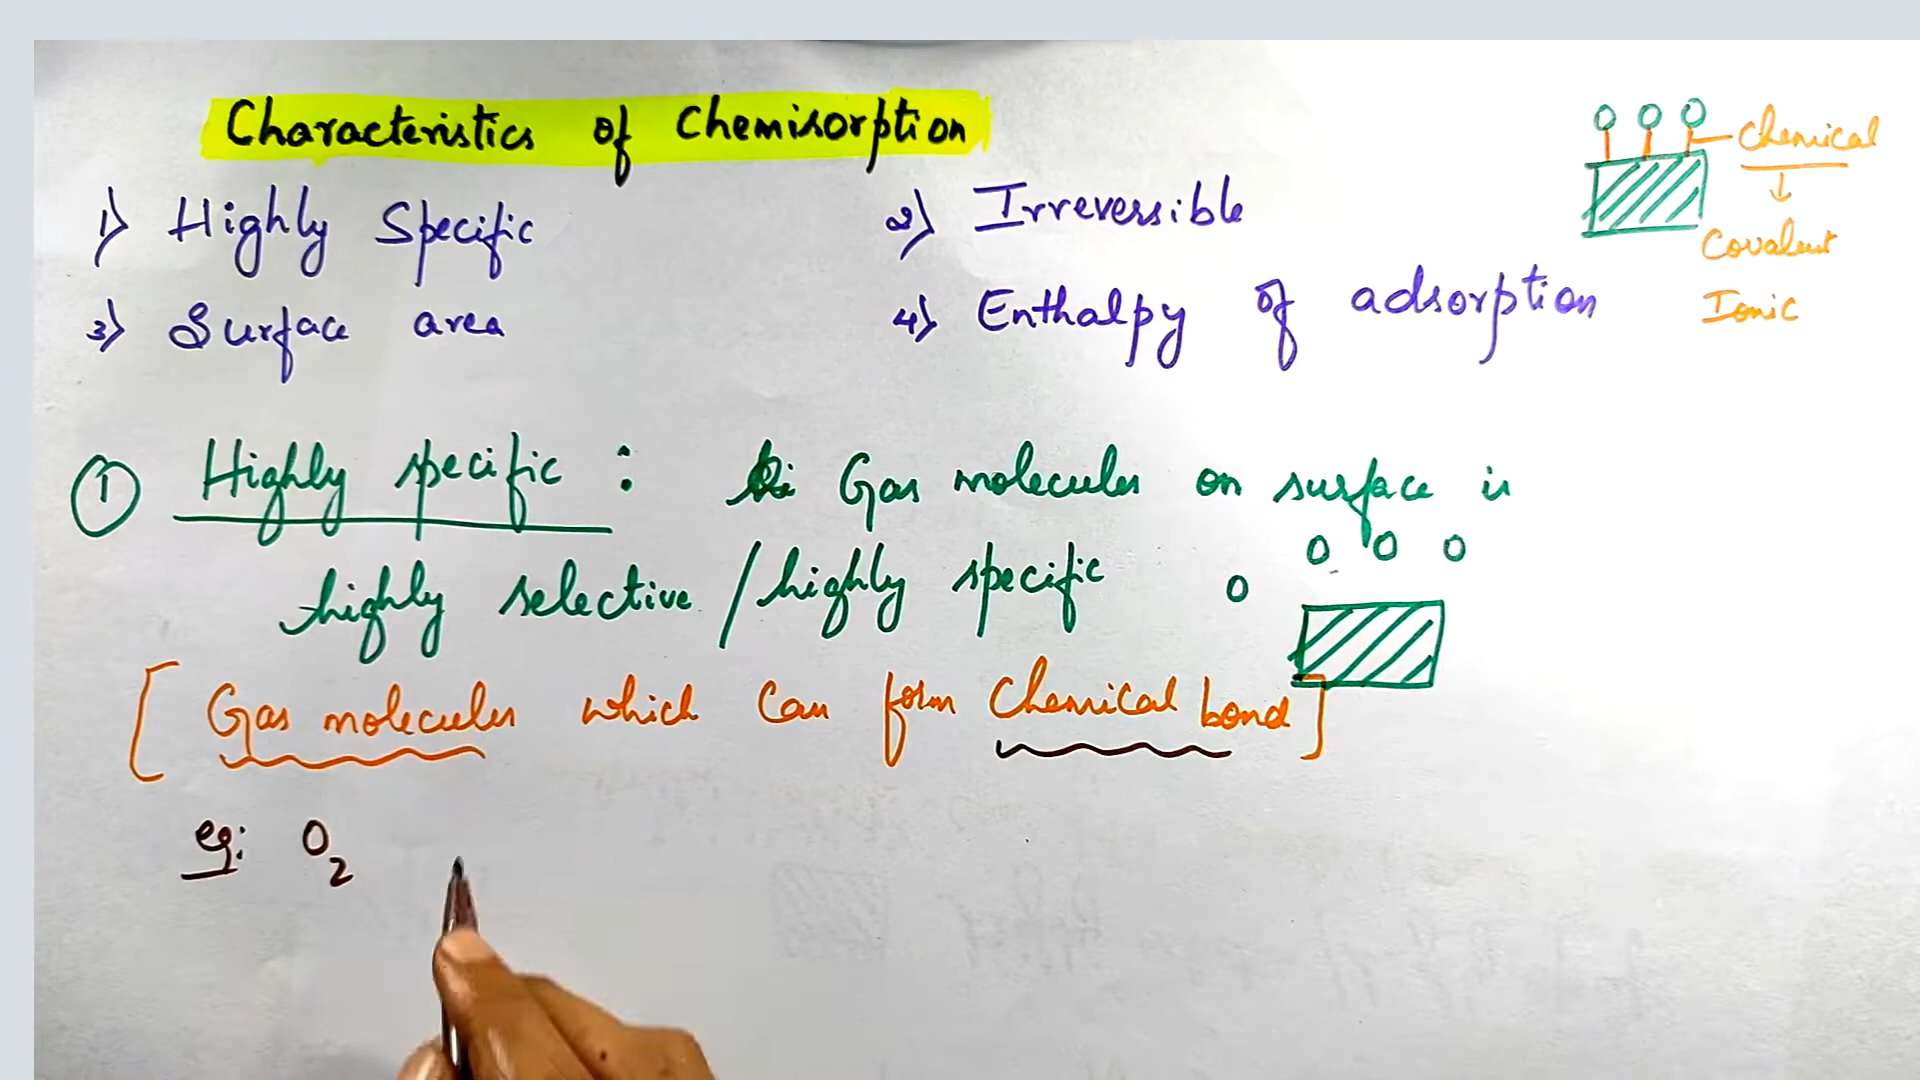 Characteristics of Chemisorption
1) Highly Specific
2) Irreversible
3) Surface area
4) Enthalpy of adsorption
Chemical
↓
Covalent
Ionic
① Highly specific : Gas molecules on surface is
highly selective / highly specific
[ Gas molecules which can form Chemical bond ]
eg: O₂